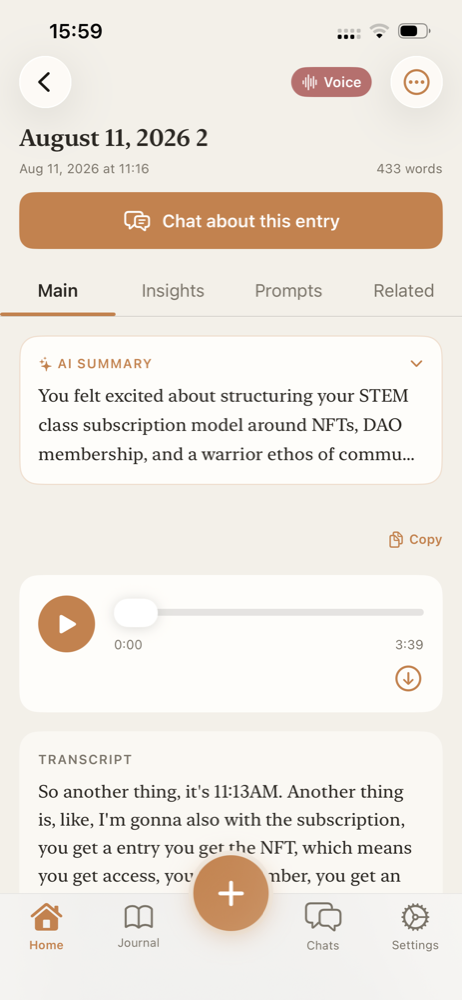 15:59
Voice
August 11, 2026 2
Aug 11, 2026 at 11:16
433 words
Chat about this entry
Main
Insights
Prompts
Related
AI SUMMARY
You felt excited about structuring your STEM
class subscription model around NFTs, DAO
membership, and a warrior ethos of commu...
Copy
0:00
3:39
TRANSCRIPT
So another thing, it's 11:13AM. Another thing
is, like, I'm gonna also with the subscription,
you get a entry you get the NFT, which means
you get access, you mber, you get an
Home
Journal
Chats
Settings